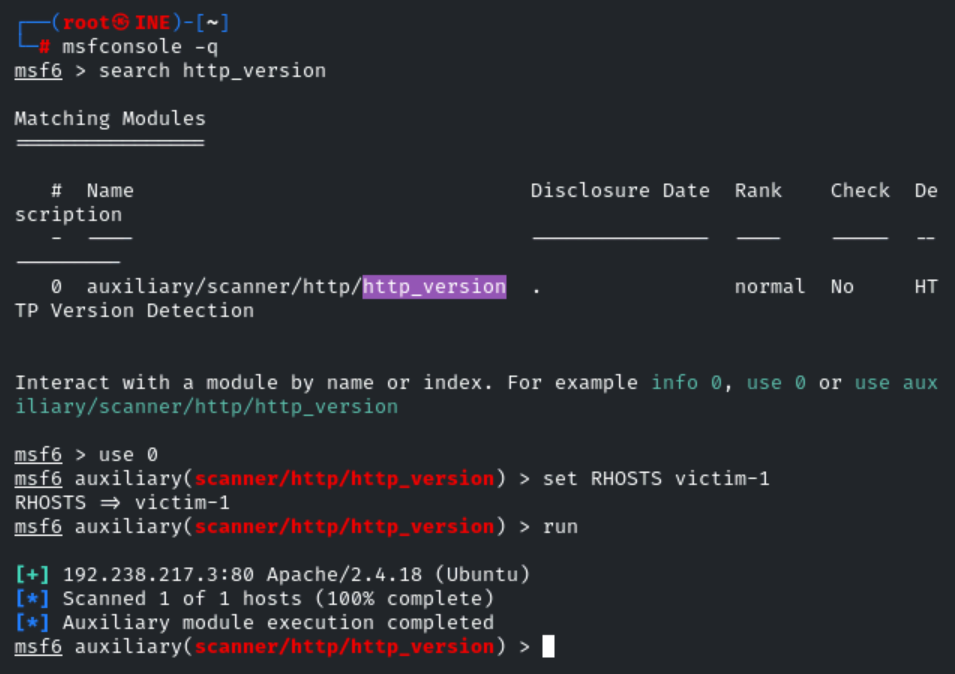 ┌──(root㉿INE)-[~]
└─# msfconsole -q
msf6 > search http_version

Matching Modules
================

   #  Name                                 Disclosure Date  Rank    Check  De
scription
   -  ----                                 ---------------  ----    -----  --
---------
   0  auxiliary/scanner/http/http_version  .                normal  No     HT
TP Version Detection


Interact with a module by name or index. For example info 0, use 0 or use aux
iliary/scanner/http/http_version

msf6 > use 0
msf6 auxiliary(scanner/http/http_version) > set RHOSTS victim-1
RHOSTS => victim-1
msf6 auxiliary(scanner/http/http_version) > run

[+] 192.238.217.3:80 Apache/2.4.18 (Ubuntu)
[*] Scanned 1 of 1 hosts (100% complete)
[*] Auxiliary module execution completed
msf6 auxiliary(scanner/http/http_version) >